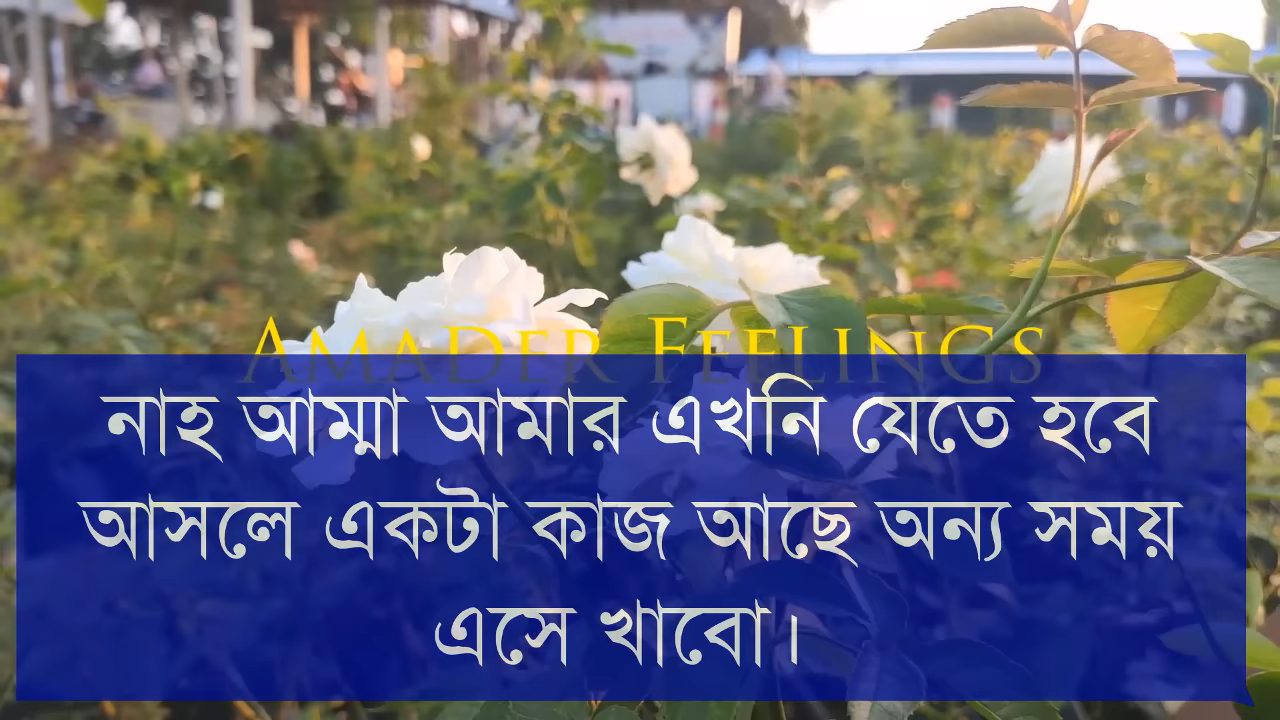 AMADER FEELINGS
নাহ আম্মা আমার এখনি যেতে হবে
আসলে একটা কাজ আছে অন্য সময়
এসে খাবো।